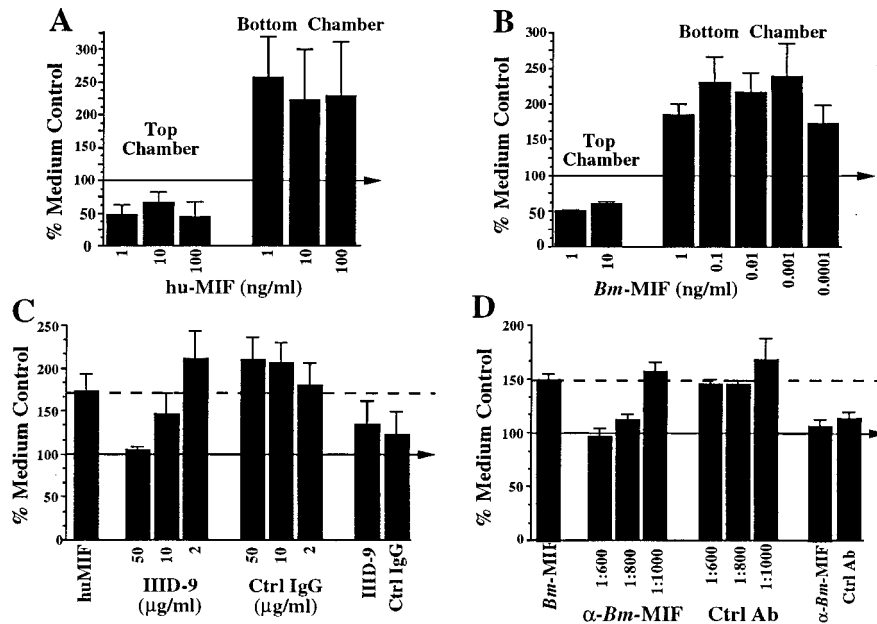 A
% Medium Control
300
250
200
150
100
50
0
Top
Chamber
Bottom Chamber
1
10
100
1
10
100
hu-MIF (ng/ml)
B
% Medium Control
300
250
200
150
100
50
0
Top
Chamber
Bottom Chamber
1
10
1
0.1
0.01
0.001
0.0001
Bm-MIF (ng/ml)
C
% Medium Control
250
200
150
100
50
0
huMIF
50
10
2
IIID-9
(µg/ml)
50
10
2
Ctrl IgG
(µg/ml)
IIID-9
Ctrl IgG
D
% Medium Control
200
150
100
50
0
Bm-MIF
1:600
1:800
1:1000
α-Bm-MIF
1:600
1:800
1:1000
Ctrl Ab
α-Bm-MIF
Ctrl Ab